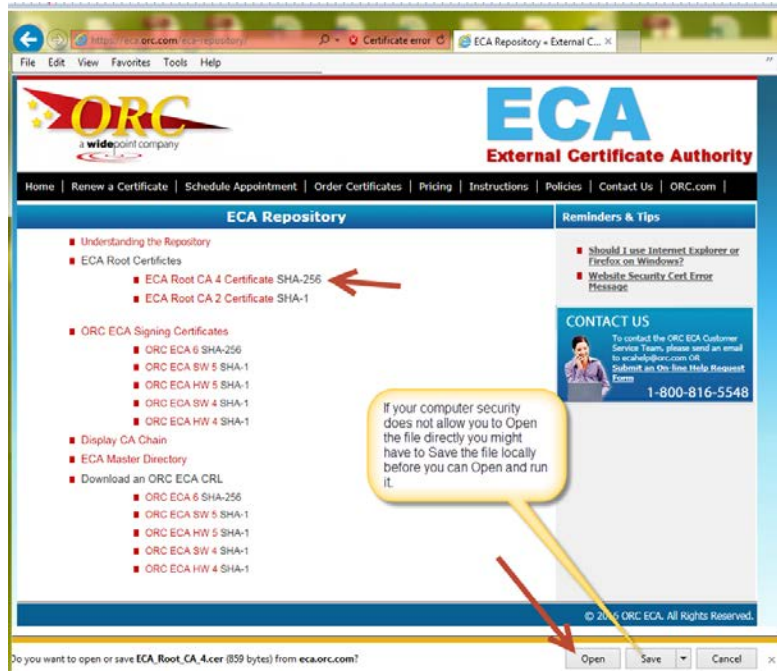 https://eca.orc.com/eca-repository/
Certificate error
ECA Repository « External C...
File Edit View Favorites Tools Help
ORC
a widepoint company
ECA
External Certificate Authority
Home | Renew a Certificate | Schedule Appointment | Order Certificates | Pricing | Instructions | Policies | Contact Us | ORC.com |
ECA Repository
Understanding the Repository
ECA Root Certifictes
ECA Root CA 4 Certificate SHA-256
ECA Root CA 2 Certificate SHA-1
ORC ECA Signing Certificates
ORC ECA 6 SHA-256
ORC ECA SW 5 SHA-1
ORC ECA HW 5 SHA-1
ORC ECA SW 4 SHA-1
ORC ECA HW 4 SHA-1
Display CA Chain
ECA Master Directory
Download an ORC ECA CRL
ORC ECA 6 SHA-256
ORC ECA SW 5 SHA-1
ORC ECA HW 5 SHA-1
ORC ECA SW 4 SHA-1
ORC ECA HW 4 SHA-1
Reminders & Tips
Should I use Internet Explorer or
Firefox on Windows?
Website Security Cert Error
Message
CONTACT US
To contact the ORC ECA Customer
Service Team, please send an email
to ecahelp@orc.com OR
Submit an On-line Help Request
Form
1-800-816-5548
If your computer security
does not allow you to Open
the file directly you might
have to Save the file locally
before you can Open and run
it.
© 2016 ORC ECA. All Rights Reserved.
Do you want to open or save ECA_Root_CA_4.cer (859 bytes) from eca.orc.com?
Open Save Cancel